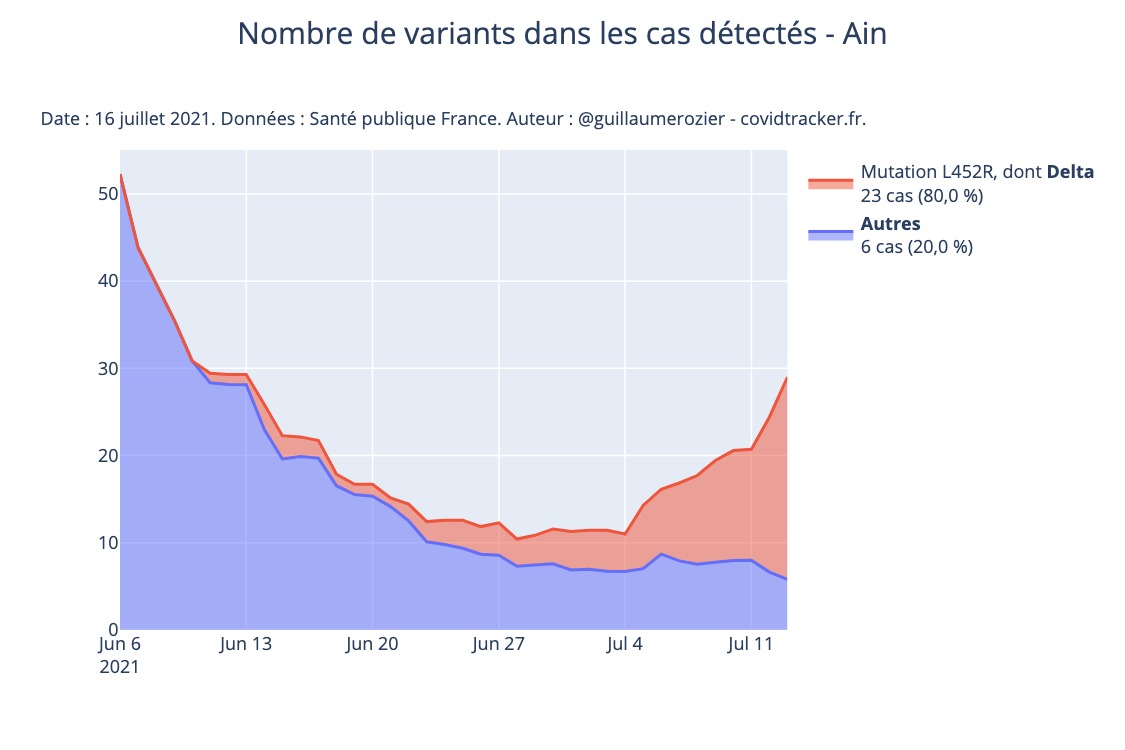 Nombre de variants dans les cas détectés - Ain
Date : 16 juillet 2021. Données : Santé publique France. Auteur : @guillaumerozier - covidtracker.fr.
Mutation L452R, dont Delta
23 cas (80,0 %)
Autres
6 cas (20,0 %)
50
40
30
20
10
0
Jun 6
2021
Jun 13
Jun 20
Jun 27
Jul 4
Jul 11